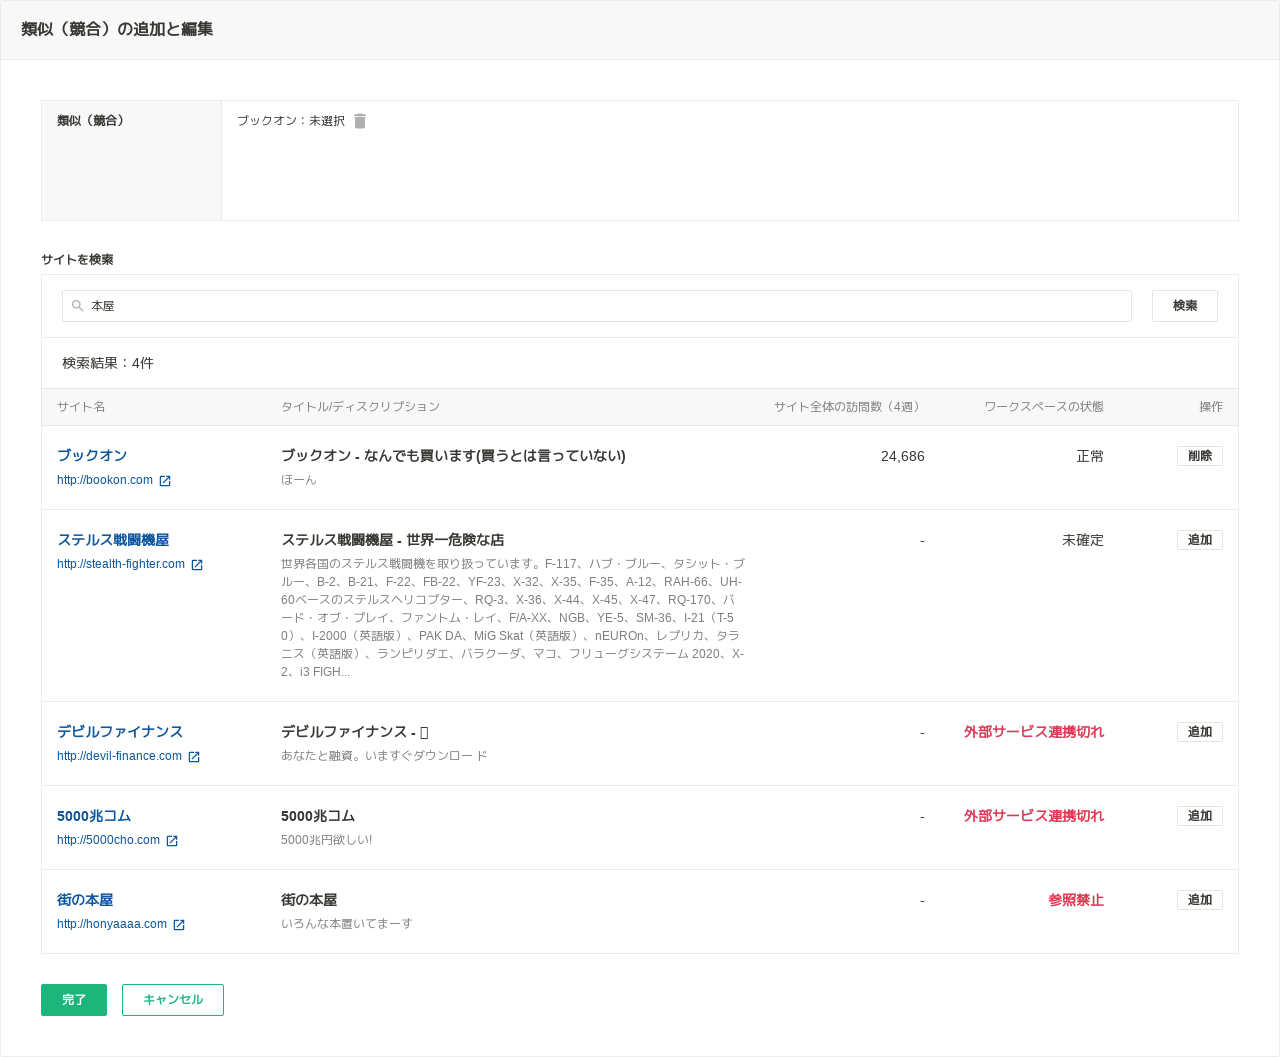 類似（競合）の追加と編集
類似（競合）
ブックオン：未選択
サイトを検索
本屋
検索
検索結果：4件
サイト名 タイトル/ディスクリプション サイト全体の訪問数（4週） ワークスペースの状態 操作
ブックオン ブックオン - なんでも買います(買うとは言っていない) 24,686 正常 削除
http://bookon.com ほーん
ステルス戦闘機屋 ステルス戦闘機屋 - 世界一危険な店 - 未確定 追加
http://stealth-fighter.com 世界各国のステルス戦闘機を取り扱っています。F-117、ハブ・ブルー、タシット・ブ
ルー、B-2、B-21、F-22、FB-22、YF-23、X-32、X-35、F-35、A-12、RAH-66、UH-
60ベースのステルスヘリコプター、RQ-3、X-36、X-44、X-45、X-47、RQ-170、バ
ード・オブ・プレイ、ファントム・レイ、F/A-XX、NGB、YE-5、SM-36、I-21（T-5
0）、I-2000（英語版）、PAK DA、MiG Skat（英語版）、nEUROn、レプリカ、タラ
ニス（英語版）、ランピリダエ、バラクーダ、マコ、フリューグシステーム 2020、X-
2、i3 FIGH...
デビルファイナンス デビルファイナンス - - 外部サービス連携切れ 追加
http://devil-finance.com あなたと融資。いますぐダウンロー ド
5000兆コム 5000兆コム - 外部サービス連携切れ 追加
http://5000cho.com 5000兆円欲しい!
街の本屋 街の本屋 - 参照禁止 追加
http://honyaaaa.com いろんな本置いてまーす
完了 キャンセル